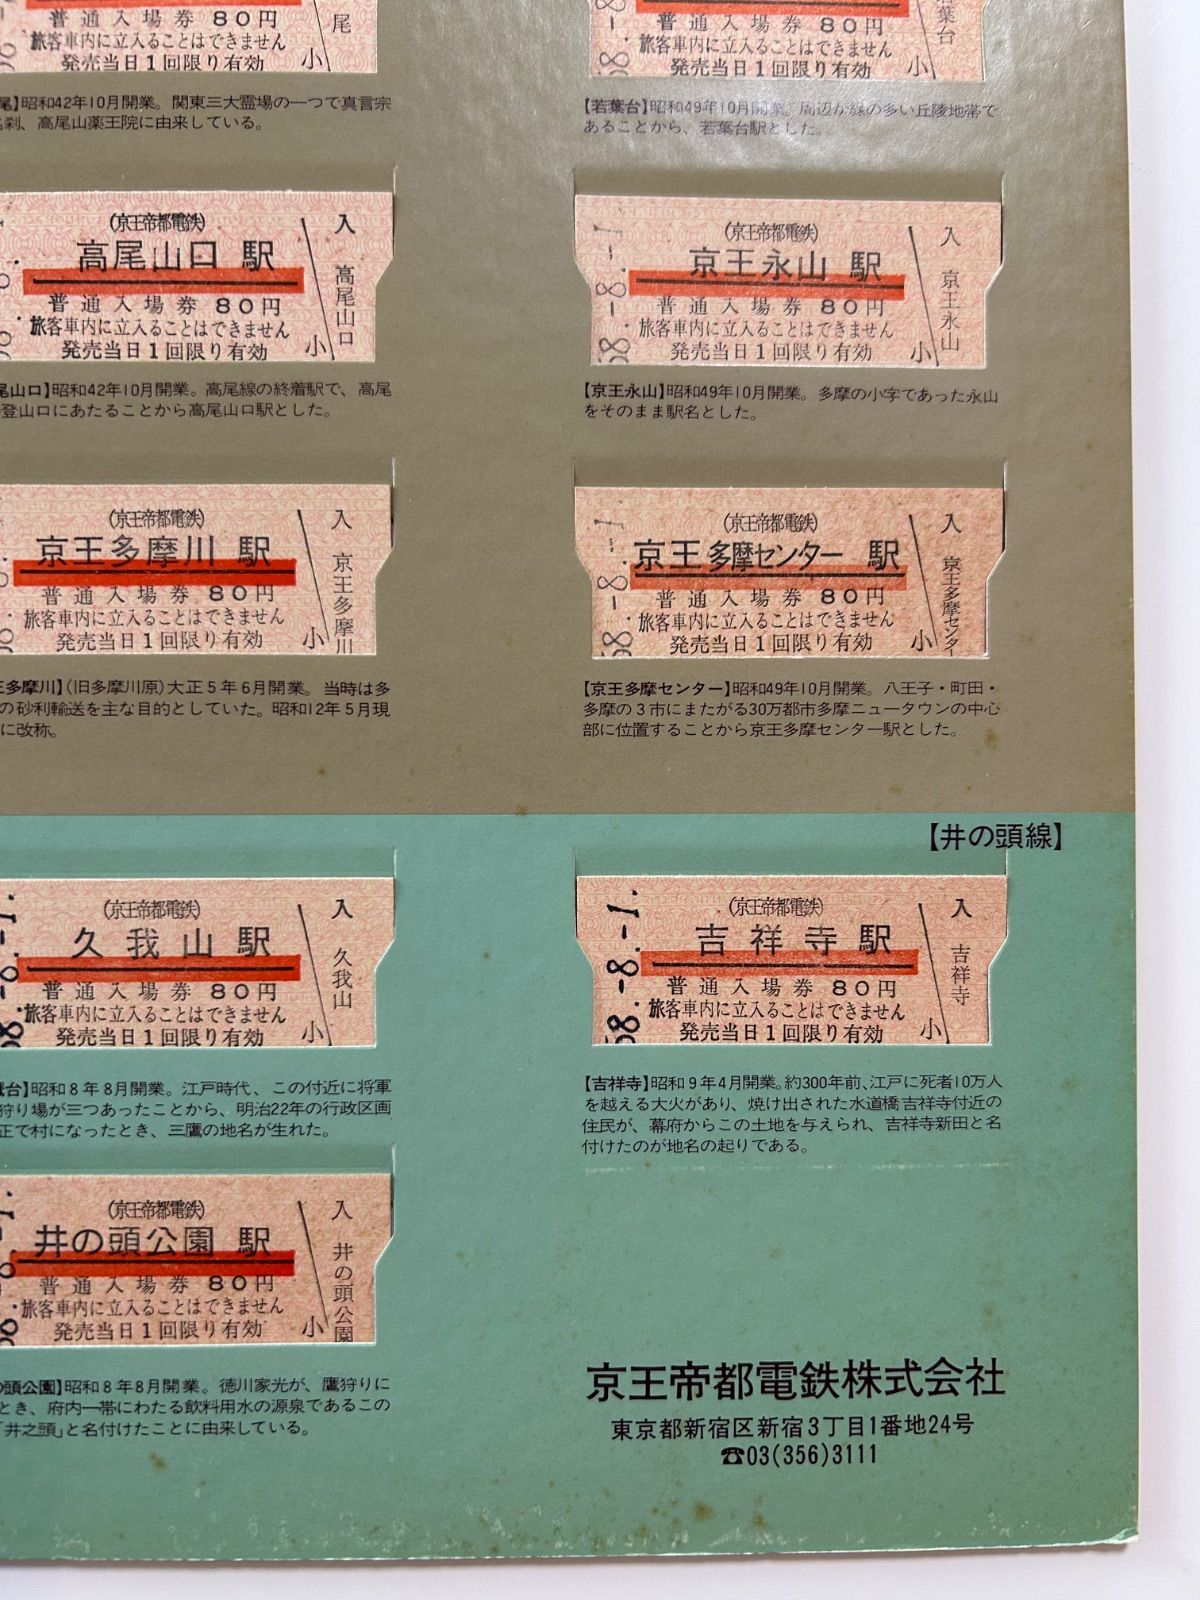 普通入場券 80円
旅客車内に立入ることはできません
発売当日1回限り有効
小
尾
尾】昭和42年10月開業。関東三大霊場の一つで真言宗
名刹、高尾山薬王院に由来している。
(京王帝都電鉄)
高尾山口 駅
普通入場券 80円
旅客車内に立入ることはできません
発売当日1回限り有効
入
高尾山口
小
尾山口】昭和42年10月開業。高尾線の終着駅で、高尾
登山口にあたることから高尾山口駅とした。
(京王帝都電鉄)
京王多摩川 駅
普通入場券 80円
旅客車内に立入ることはできません
発売当日1回限り有効
入
京王多摩川
小
王多摩川】(旧多摩川原)大正5年6月開業。当時は多
の砂利輸送を主な目的としていた。昭和12年5月現
に改称。
普通入場券 80円
旅客車内に立入ることはできません
発売当日1回限り有効
小
若葉台
58
【若葉台】昭和49年10月開業。周辺が緑の多い丘陵地帯で
あることから、若葉台駅とした。
58.-8.-1
(京王帝都電鉄)
京王永山 駅
普通入場券 80円
旅客車内に立入ることはできません
発売当日1回限り有効
入
京王永山
小
【京王永山】昭和49年10月開業。多摩の小字であった永山
をそのまま駅名とした。
58.-8.-1
(京王帝都電鉄)
京王多摩センター 駅
普通入場券 80円
旅客車内に立入ることはできません
発売当日1回限り有効
入
京王多摩センター
小
【京王多摩センター】昭和49年10月開業。八王子・町田・
多摩の3市にまたがる30万都市多摩ニュータウンの中心
部に位置することから京王多摩センター駅とした。
【井の頭線】
58.-8.-1.
(京王帝都電鉄)
久我山 駅
普通入場券 80円
旅客車内に立入ることはできません
発売当日1回限り有効
入
久我山
小
鷹台】昭和8年8月開業。江戸時代、この付近に将軍
狩り場が三つあったことから、明治22年の行政区画
正で村になったとき、三鷹の地名が生れた。
(京王帝都電鉄)
井の頭公園 駅
普通入場券 80円
旅客車内に立入ることはできません
発売当日1回限り有効
入
井の頭公園
小
の頭公園】昭和8年8月開業。徳川家光が、鷹狩りに
とき、府内一帯にわたる飲料用水の源泉であるこの
「井之頭」と名付けたことに由来している。
58.-8.-1.
(京王帝都電鉄)
吉祥寺駅
普通入場券 80円
旅客車内に立入ることはできません
発売当日1回限り有効
入
吉祥寺
小
【吉祥寺】昭和9年4月開業。約300年前、江戸に死者10万人
を越える大火があり、焼け出された水道橋吉祥寺付近の
住民が、幕府からこの土地を与えられ、吉祥寺新田と名
付けたのが地名の起りである。
京王帝都電鉄株式会社
東京都新宿区新宿3丁目1番地24号
☎03(356)3111